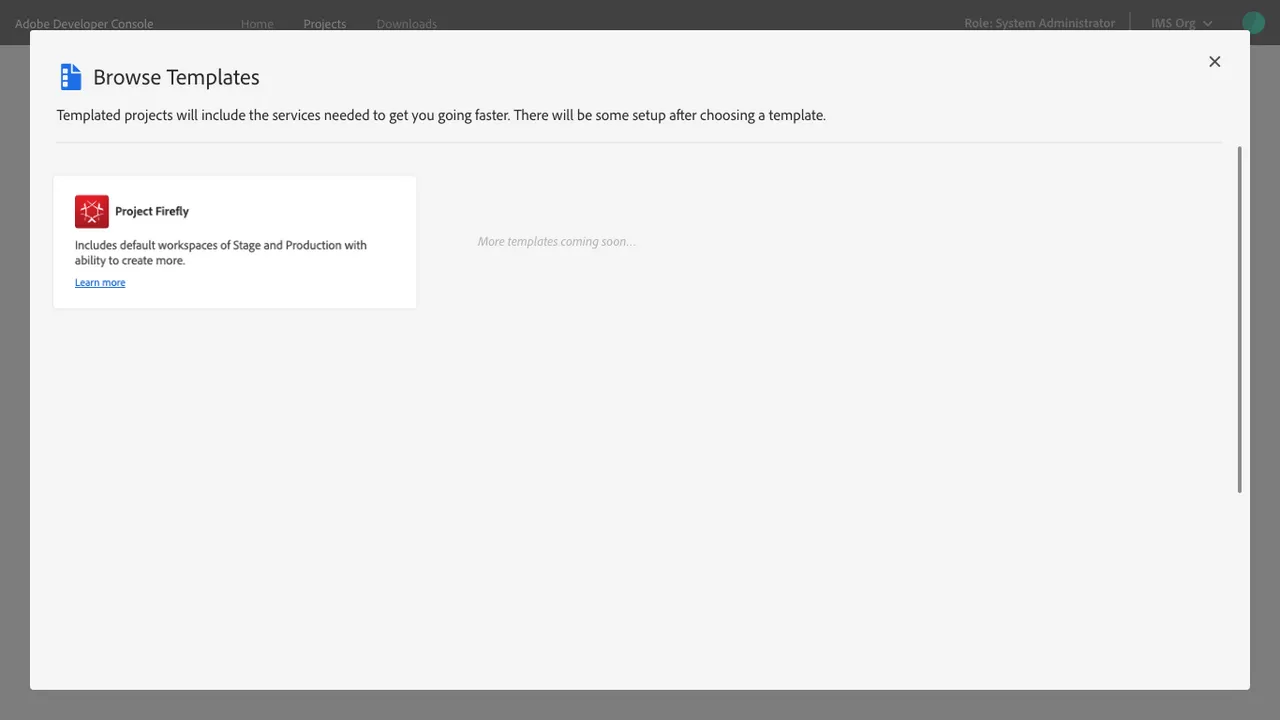 Adobe Developer Console Home Projects Downloads Role: System Administrator IMS Org
Browse Templates
Templated projects will include the services needed to get you going faster. There will be some setup after choosing a template.
Project Firefly
Includes default workspaces of Stage and Production with
ability to create more.
Learn more
More templates coming soon...